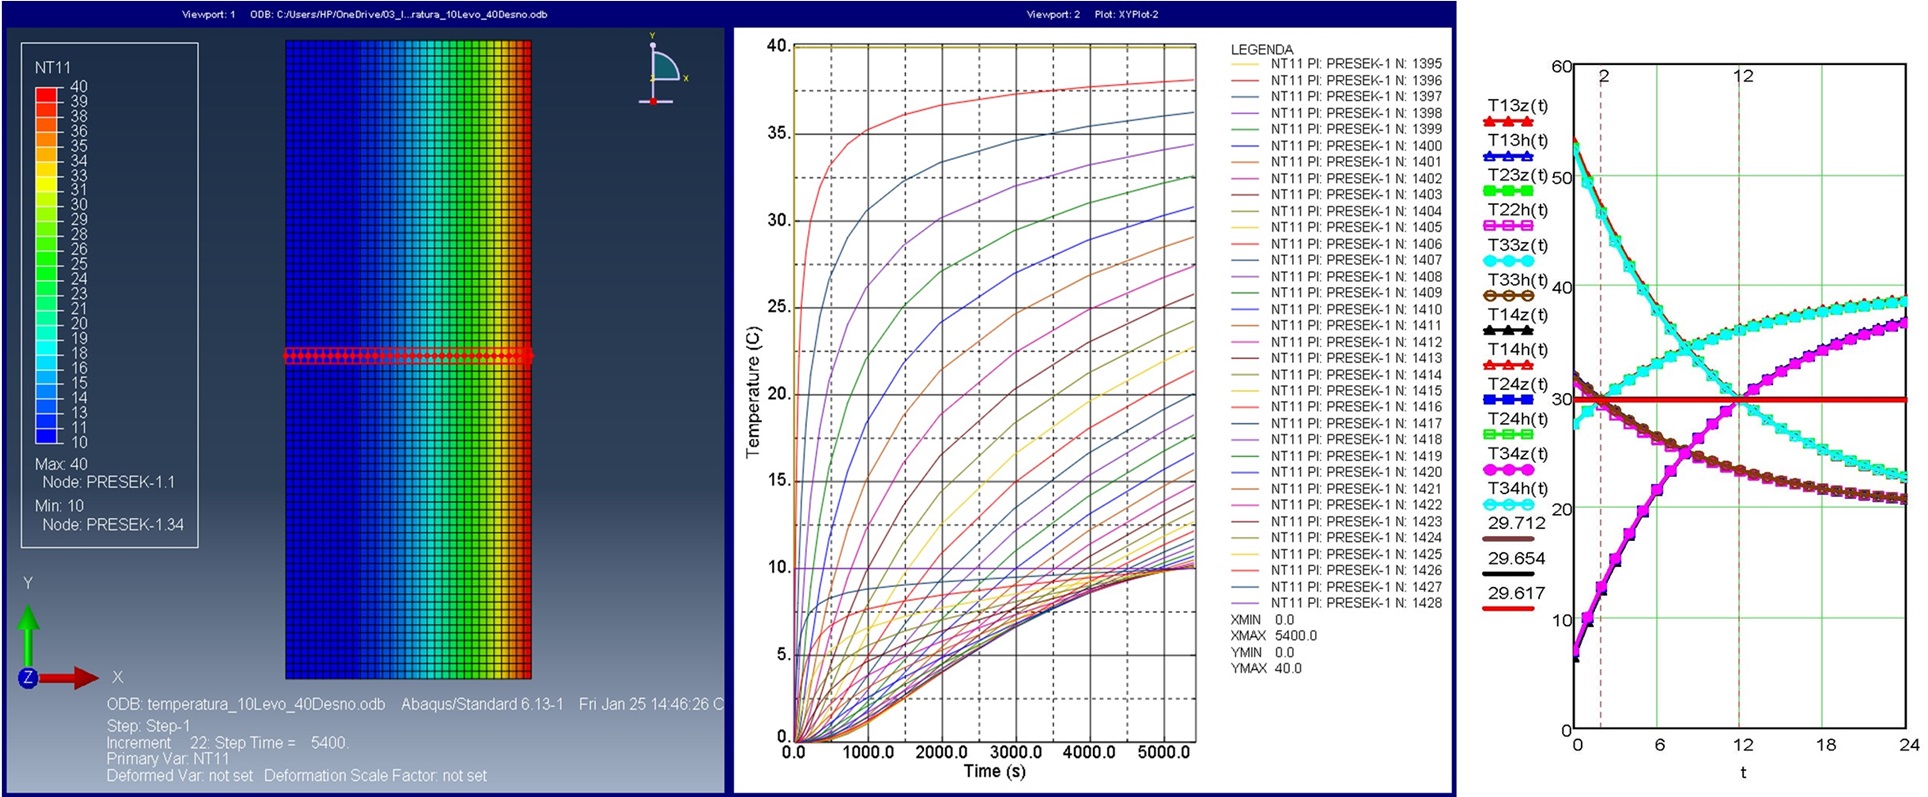 Viewport: 1    ODB: C:/Users/HP/OneDrive/03_I...ratura_10Levo_40Desno.odb
NT11
40
39
38
36
35
34
33
31
30
29
28
26
25
24
23
21
20
19
18
16
15
14
13
11
10
Max: 40
Node: PRESEK-1.1
Min: 10
Node: PRESEK-1.34
Y
X
Z
Y
Z
X
ODB: temperatura_10Levo_40Desno.odb    Abaqus/Standard 6.13-1    Fri Jan 25 14:46:26 C
Step: Step-1
Increment    22: Step Time =    5400.
Primary Var: NT11
Deformed Var: not set   Deformation Scale Factor: not set
Viewport: 2    Plot: XYPlot-2
40.
35.
30.
25.
20.
15.
10.
5.
0.
Temperature (C)
0.0
1000.0
2000.0
3000.0
4000.0
5000.0
Time (s)
LEGENDA
NT11 PI: PRESEK-1 N: 1395
NT11 PI: PRESEK-1 N: 1396
NT11 PI: PRESEK-1 N: 1397
NT11 PI: PRESEK-1 N: 1398
NT11 PI: PRESEK-1 N: 1399
NT11 PI: PRESEK-1 N: 1400
NT11 PI: PRESEK-1 N: 1401
NT11 PI: PRESEK-1 N: 1402
NT11 PI: PRESEK-1 N: 1403
NT11 PI: PRESEK-1 N: 1404
NT11 PI: PRESEK-1 N: 1405
NT11 PI: PRESEK-1 N: 1406
NT11 PI: PRESEK-1 N: 1407
NT11 PI: PRESEK-1 N: 1408
NT11 PI: PRESEK-1 N: 1409
NT11 PI: PRESEK-1 N: 1410
NT11 PI: PRESEK-1 N: 1411
NT11 PI: PRESEK-1 N: 1412
NT11 PI: PRESEK-1 N: 1413
NT11 PI: PRESEK-1 N: 1414
NT11 PI: PRESEK-1 N: 1415
NT11 PI: PRESEK-1 N: 1416
NT11 PI: PRESEK-1 N: 1417
NT11 PI: PRESEK-1 N: 1418
NT11 PI: PRESEK-1 N: 1419
NT11 PI: PRESEK-1 N: 1420
NT11 PI: PRESEK-1 N: 1421
NT11 PI: PRESEK-1 N: 1422
NT11 PI: PRESEK-1 N: 1423
NT11 PI: PRESEK-1 N: 1424
NT11 PI: PRESEK-1 N: 1425
NT11 PI: PRESEK-1 N: 1426
NT11 PI: PRESEK-1 N: 1427
NT11 PI: PRESEK-1 N: 1428
XMIN   0.0
XMAX   5400.0
YMIN   0.0
YMAX   40.0
T13z(t)
T13h(t)
T23z(t)
T22h(t)
T33z(t)
T33h(t)
T14z(t)
T14h(t)
T24z(t)
T24h(t)
T34z(t)
T34h(t)
29.712
29.654
29.617
2
12
60
50
40
30
20
10
0
0
6
12
18
24
t